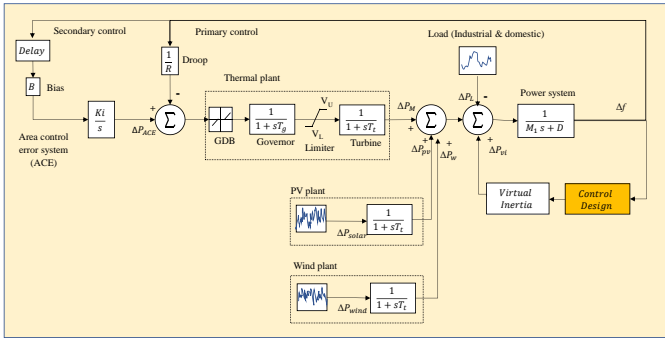 Secondary control
Primary control
Load (Industrial & domestic)
Delay
1
R
Droop
B
Bias
Thermal plant
Ki
s
ΔP_ACE
+
-
Σ
GDB
1
1 + sT_g
Governor
V_U
V_L
Limiter
1
1 + sT_t
Turbine
ΔP_M
+
Σ
+
+
ΔP_pv
ΔP_w
ΔP_L
-
+
Σ
+
ΔP_vi
Power system
1
M_1 s + D
Δf
Area control
error system
(ACE)
Virtual
Inertia
Control
Design
PV plant
ΔP_solar
1
1 + sT_t
Wind plant
ΔP_wind
1
1 + sT_t